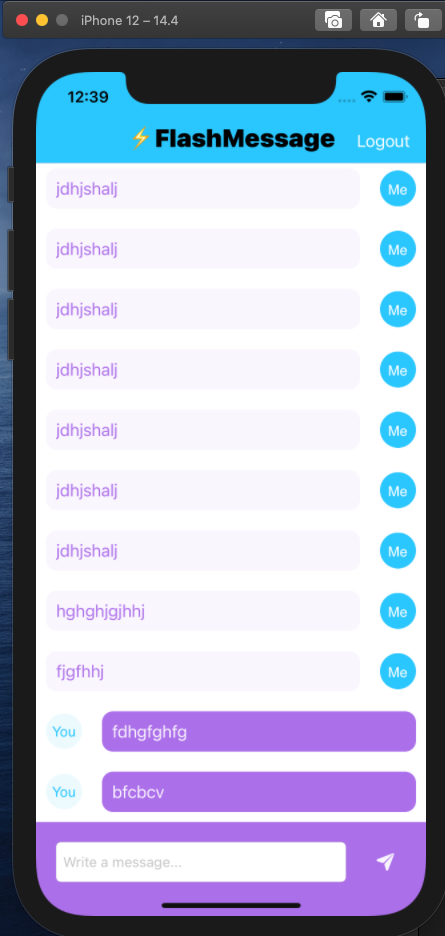 iPhone 12 – 14.4
12:39
⚡️FlashMessage
Logout
jdhjshalj
Me
jdhjshalj
Me
jdhjshalj
Me
jdhjshalj
Me
jdhjshalj
Me
jdhjshalj
Me
jdhjshalj
Me
hghghjgjhhj
Me
fjgfhhj
Me
You
fdhgfghfg
You
bfcbcv
Write a message...